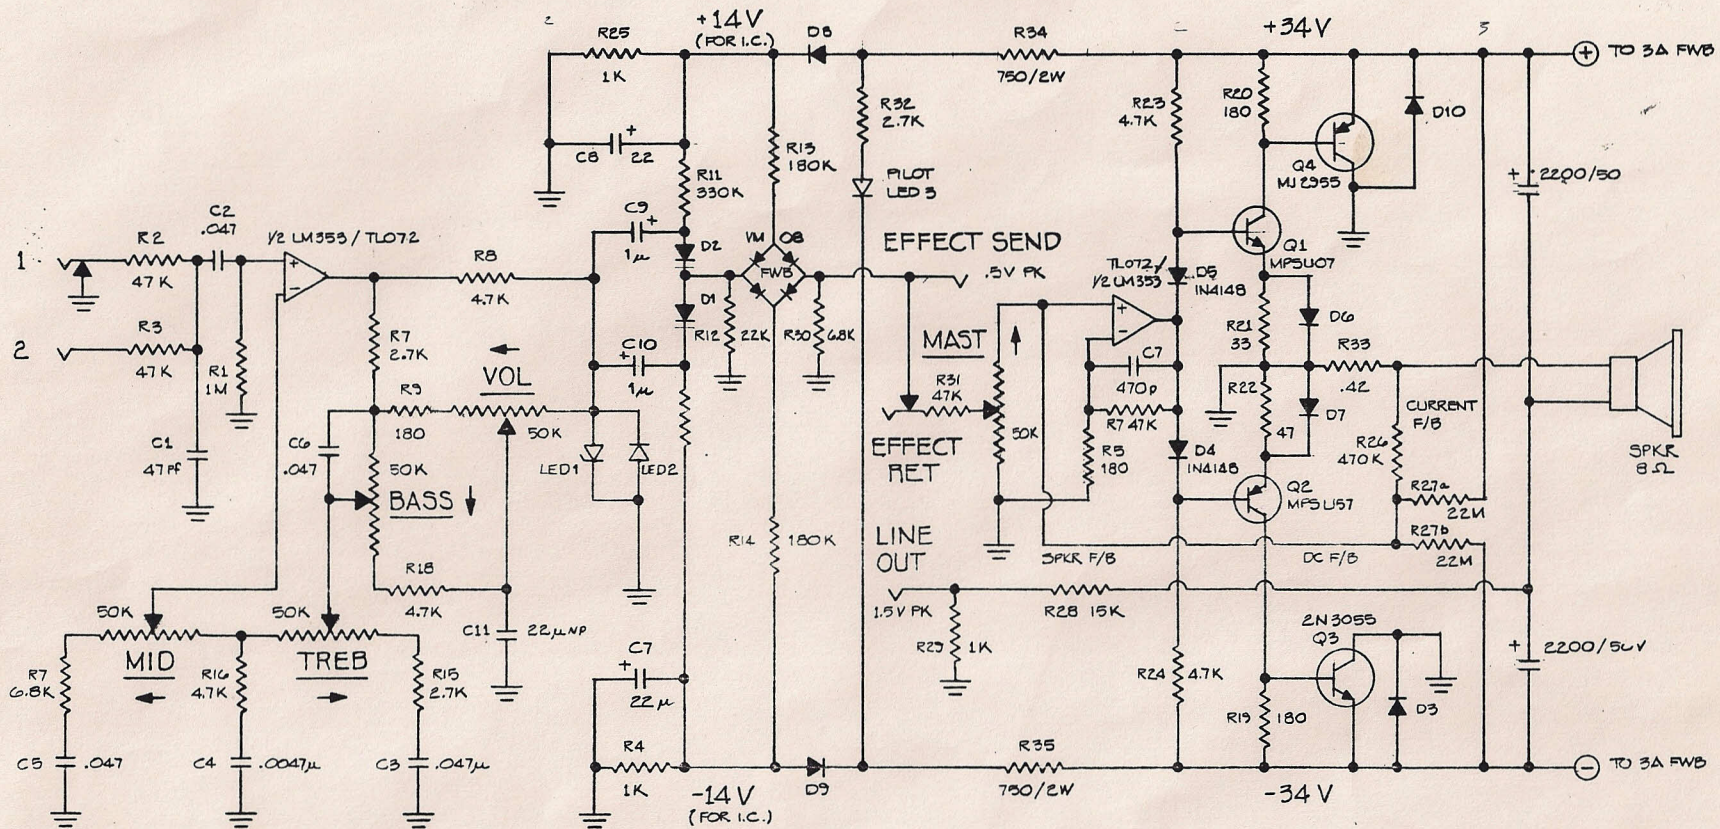 +14V
(FOR I.C.)
R25
1K
D8
R34
750/2W
+34V
3
+ TO 3A FWB
R32
2.7K
R23
4.7K
R20
180
D10
C8
+
22
R13
180K
R11
330K
PILOT
LED 3
Q4
MJ2955
+
2200/50
C2
.047
1/2 LM353 / TL072
C9
+
1μ
D2
VM 08
FWB
EFFECT SEND
.5V PK
Q1
MPSU07
1
R2
47K
+
-
R8
4.7K
TL072/
1/2 LM353
D5
1N4148
R3
47K
2
R1
1M
R7
2.7K
D1
R12
22K
R30
6.8K
MAST
+
-
R21
33
D6
C10
+
1μ
VOL
C7
470p
R33
.42
R9
180
50K
R31
47K
50K
R7 47K
R22
47
D7
CURRENT
F/B
C1
47Pf
C6
.047
50K
LED1
LED2
EFFECT
RET
R5
180
D4
1N4148
R26
470K
SPKR
8Ω
BASS
Q2
MPSU57
R27a
22M
R14
180K
LINE
OUT
SPKR F/B
DC F/B
R27b
22M
R18
4.7K
50K
50K
1.5V PK
R28 15K
C11
22μNP
R29
1K
2N3055
Q3
+
2200/50V
MID
TREB
R7
6.8K
R16
4.7K
R15
2.7K
C7
+
22μ
R24
4.7K
R19
180
D3
C5
.047
C4
.0047μ
C3
.047μ
R4
1K
-14V
(FOR I.C.)
D9
R35
750/2W
-34V
- TO 3A FWB